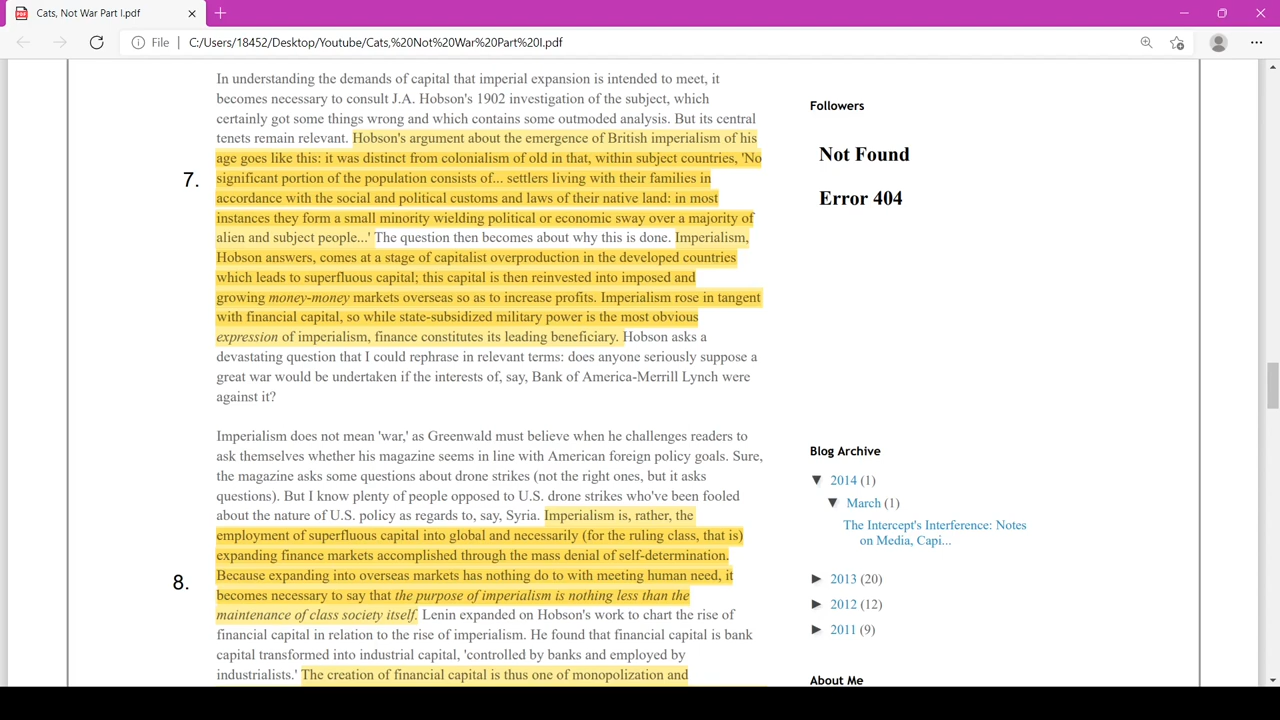 Cats, Not War Part I.pdf
File
C:/Users/18452/Desktop/Youtube/Cats,%20Not%20War%20Part%20I.pdf
In understanding the demands of capital that imperial expansion is intended to meet, it
becomes necessary to consult J.A. Hobson's 1902 investigation of the subject, which
certainly got some things wrong and which contains some outmoded analysis. But its central
tenets remain relevant. Hobson's argument about the emergence of British imperialism of his
age goes like this: it was distinct from colonialism of old in that, within subject countries, 'No
7. significant portion of the population consists of... settlers living with their families in
accordance with the social and political customs and laws of their native land: in most
instances they form a small minority wielding political or economic sway over a majority of
alien and subject people...' The question then becomes about why this is done. Imperialism,
Hobson answers, comes at a stage of capitalist overproduction in the developed countries
which leads to superfluous capital; this capital is then reinvested into imposed and
growing money-money markets overseas so as to increase profits. Imperialism rose in tangent
with financial capital, so while state-subsidized military power is the most obvious
expression of imperialism, finance constitutes its leading beneficiary. Hobson asks a
devastating question that I could rephrase in relevant terms: does anyone seriously suppose a
great war would be undertaken if the interests of, say, Bank of America-Merrill Lynch were
against it?
Imperialism does not mean 'war,' as Greenwald must believe when he challenges readers to
ask themselves whether his magazine seems in line with American foreign policy goals. Sure,
the magazine asks some questions about drone strikes (not the right ones, but it asks
questions). But I know plenty of people opposed to U.S. drone strikes who've been fooled
about the nature of U.S. policy as regards to, say, Syria. Imperialism is, rather, the
employment of superfluous capital into global and necessarily (for the ruling class, that is)
expanding finance markets accomplished through the mass denial of self-determination.
8. Because expanding into overseas markets has nothing do to with meeting human need, it
becomes necessary to say that the purpose of imperialism is nothing less than the
maintenance of class society itself. Lenin expanded on Hobson's work to chart the rise of
financial capital in relation to the rise of imperialism. He found that financial capital is bank
capital transformed into industrial capital, 'controlled by banks and employed by
industrialists.' The creation of financial capital is thus one of monopolization and
Followers
Not Found
Error 404
Blog Archive
▼ 2014 (1)
▼ March (1)
The Intercept's Interference: Notes
on Media, Capi...
► 2013 (20)
► 2012 (12)
► 2011 (9)
About Me